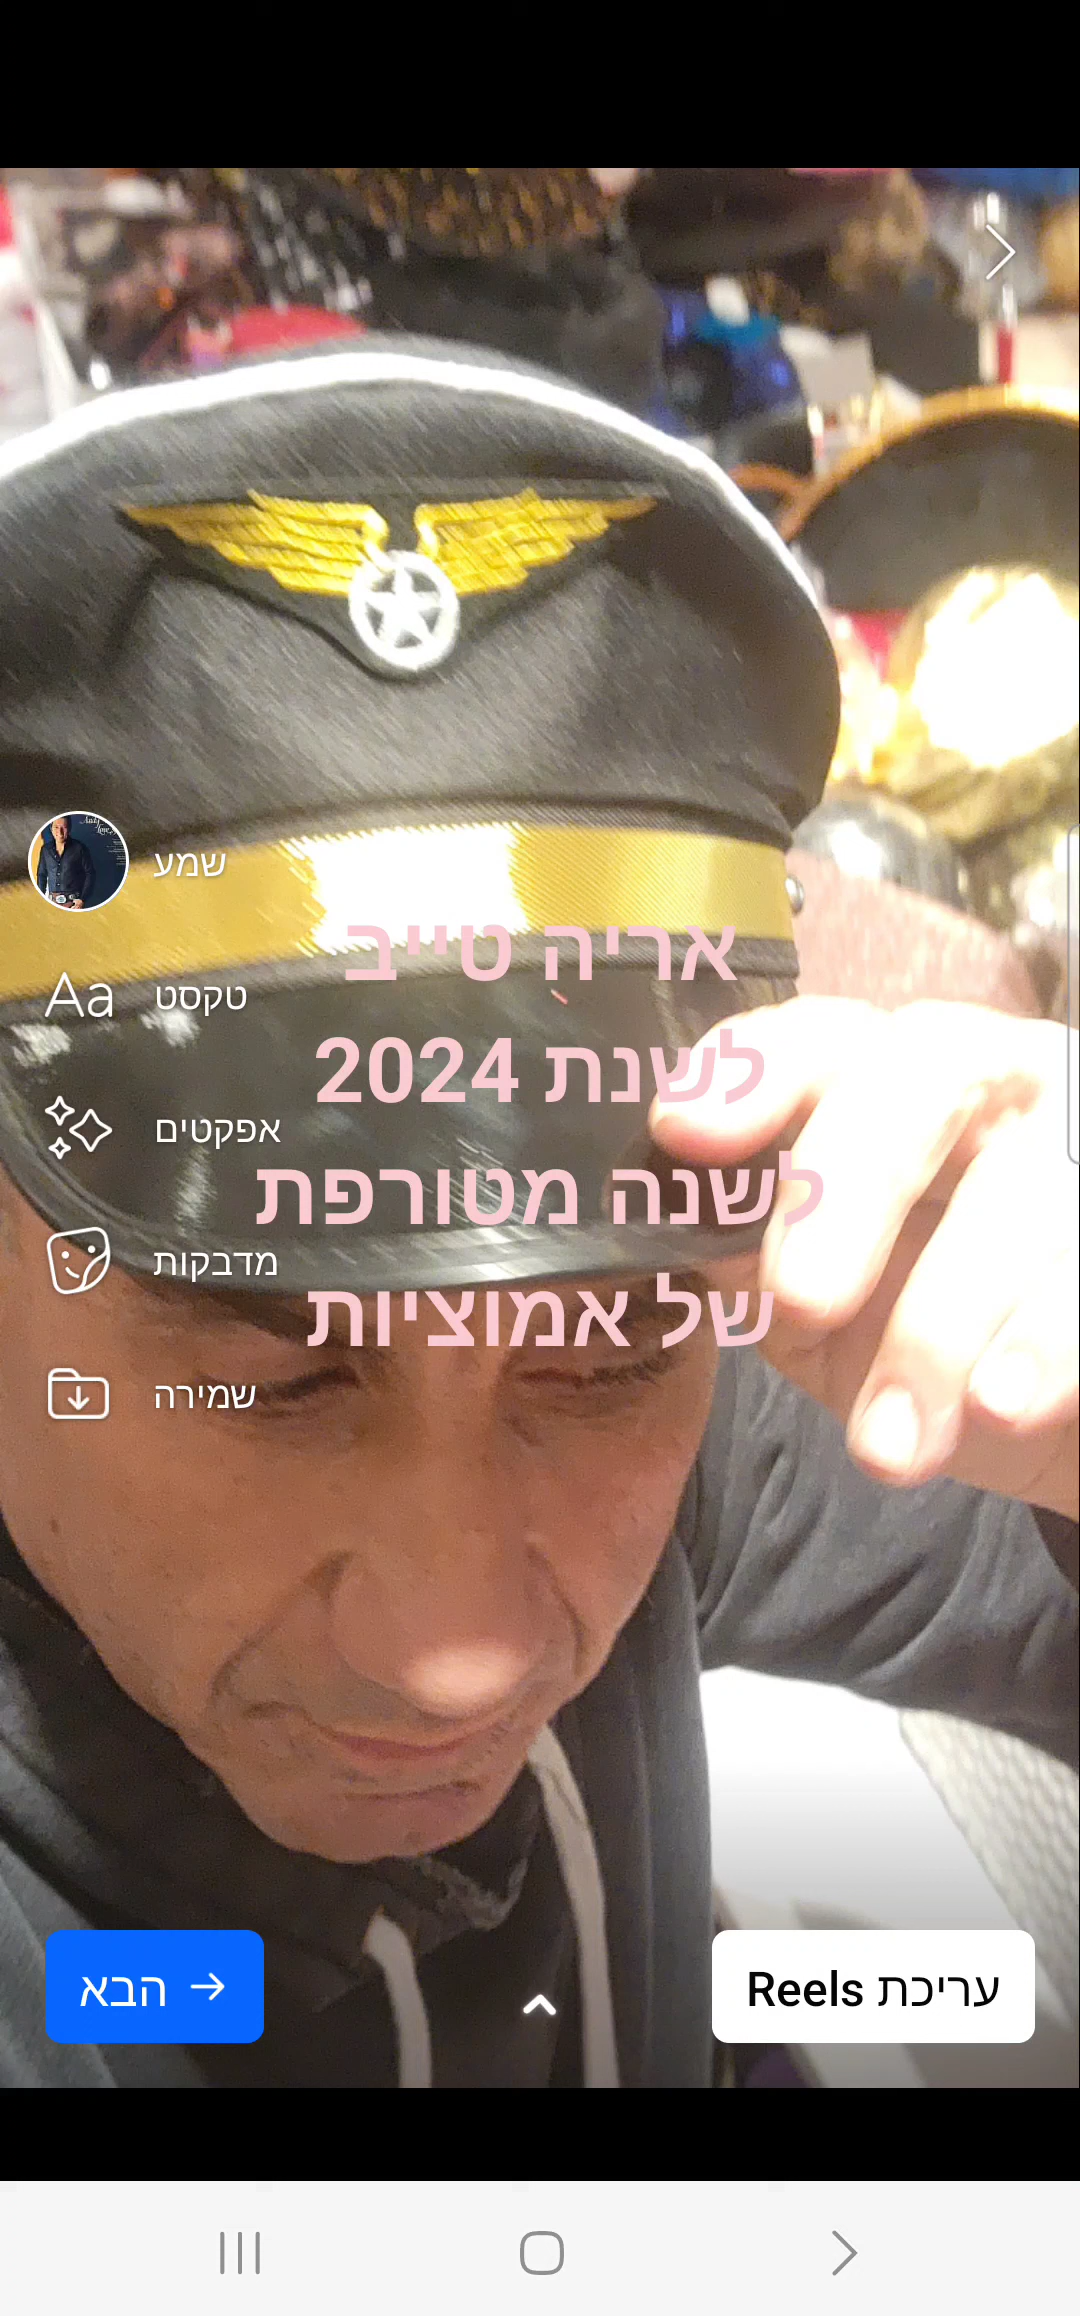 שמע
אריה טייב
Aa טקסט
לשנת 2024
אפקטים
לשנה מטורפת
מדבקות
של אמוציות
שמירה
עריכת Reels
הבא